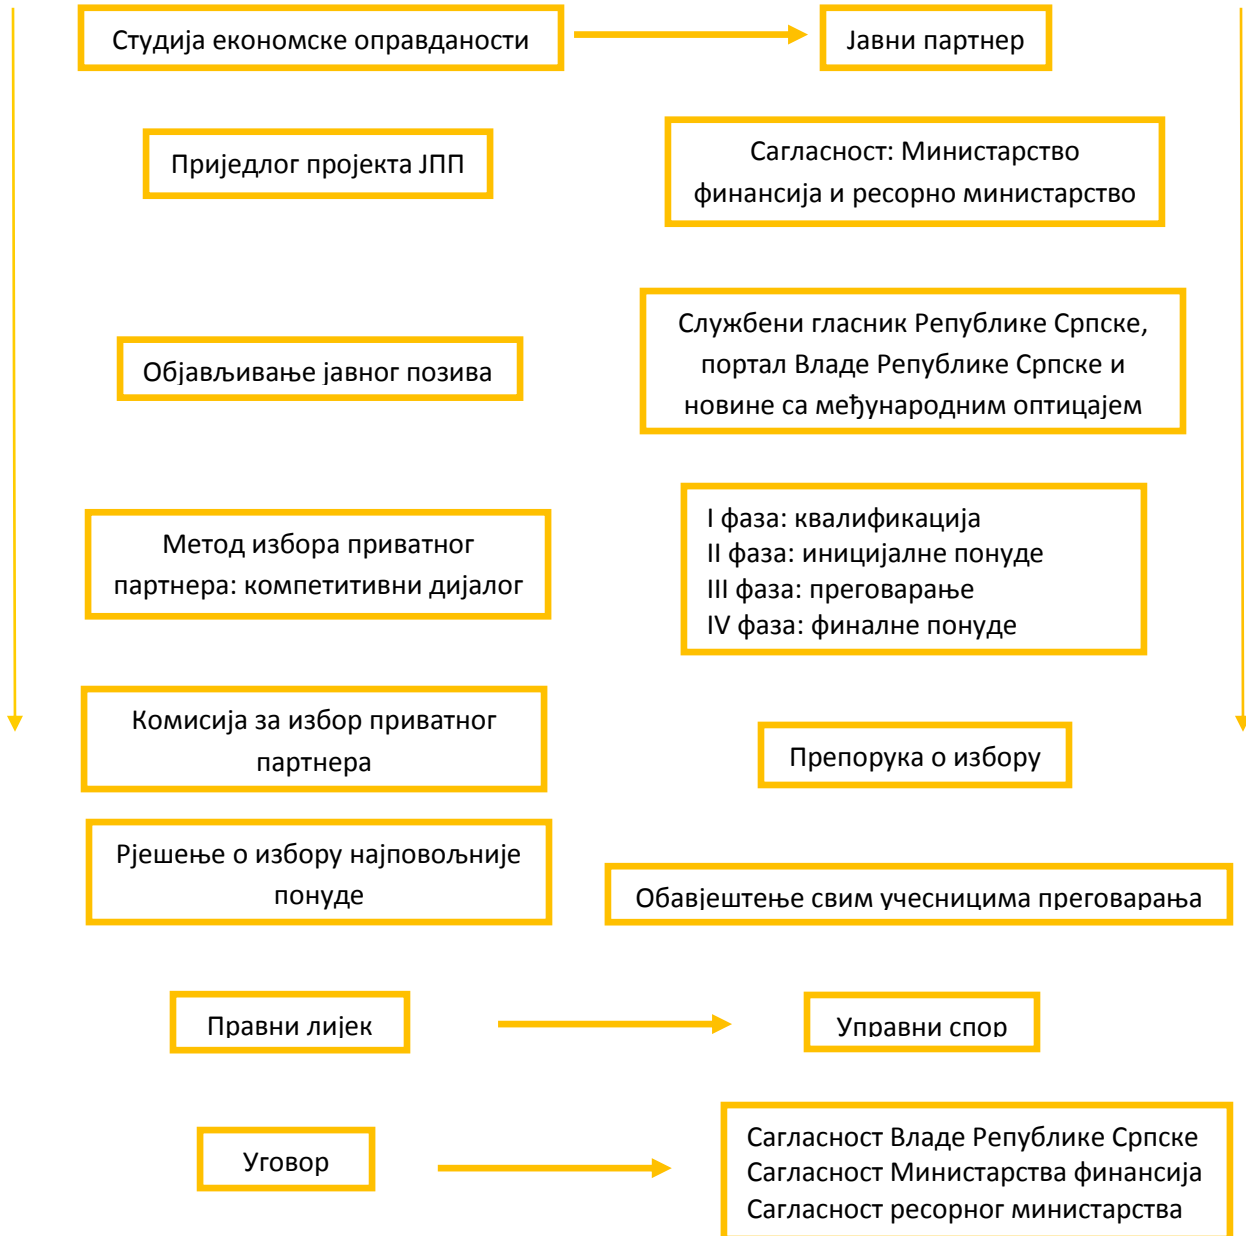 Студија економске оправданости
Јавни партнер
Приједлог пројекта ЈПП
Сагласност: Министарство
финансија и ресорно министарство
Објављивање јавног позива
Службени гласник Републике Српске,
портал Владе Републике Српске и
новине са међународним оптицајем
Метод избора приватног
партнера: компетитивни дијалог
I фаза: квалификација
II фаза: иницијалне понуде
III фаза: преговарање
IV фаза: финалне понуде
Комисија за избор приватног
партнера
Препорука о избору
Рјешење о избору најповољније
понуде
Обавјештење свим учесницима преговарања
Правни лијек
Управни спор
Уговор
Сагласност Владе Републике Српске
Сагласност Министарства финансија
Сагласност ресорног министарства